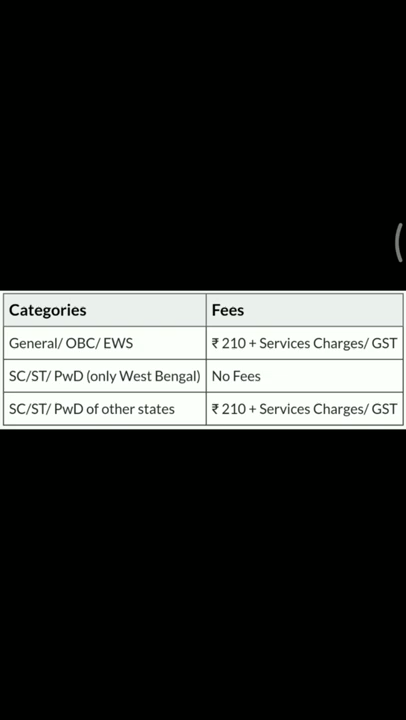 Categories Fees
General/ OBC/ EWS ₹ 210 + Services Charges/ GST
SC/ST/ PwD (only West Bengal) No Fees
SC/ST/ PwD of other states ₹ 210 + Services Charges/ GST